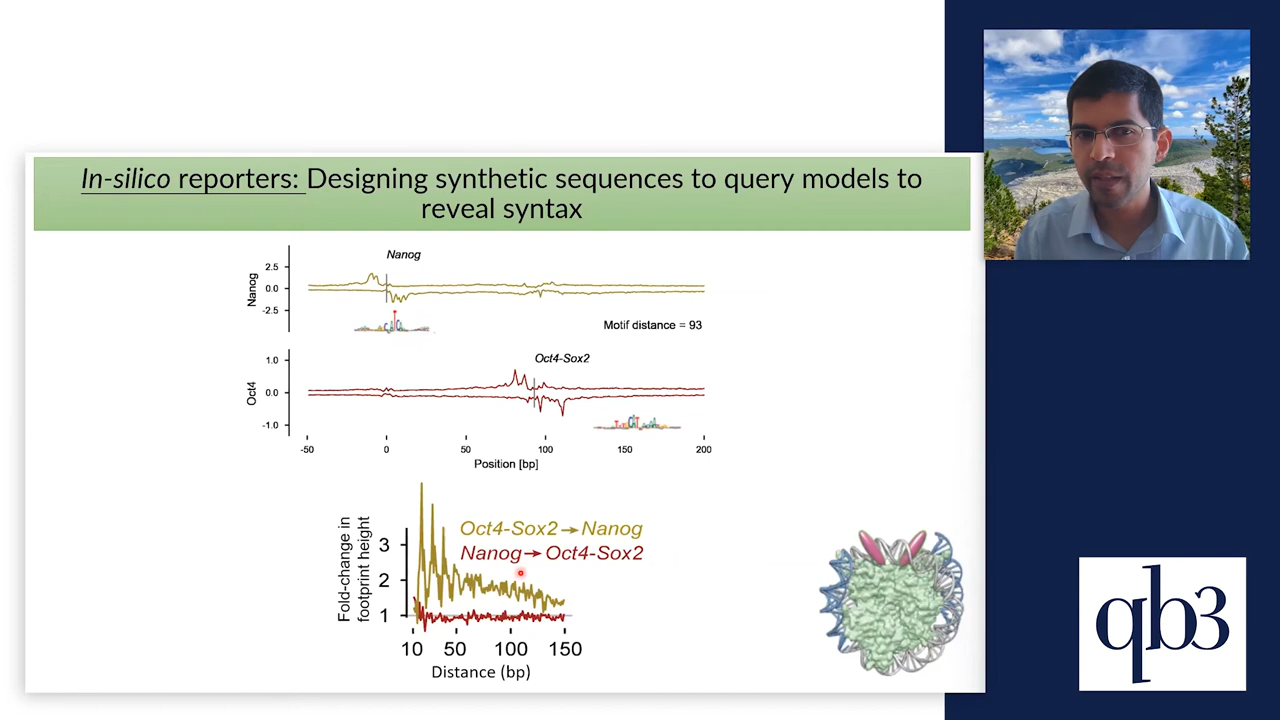 In-silico reporters: Designing synthetic sequences to query models to
reveal syntax
Nanog
Nanog
2.5
0.0
-2.5
Motif distance = 93
Oct4-Sox2
Oct4
1.0
0.0
-1.0
-50
0
50
100
150
200
Position [bp]
Fold-change in
footprint height
3
2
1
Oct4-Sox2→Nanog
Nanog→Oct4-Sox2
10
50
100
150
Distance (bp)
qb3